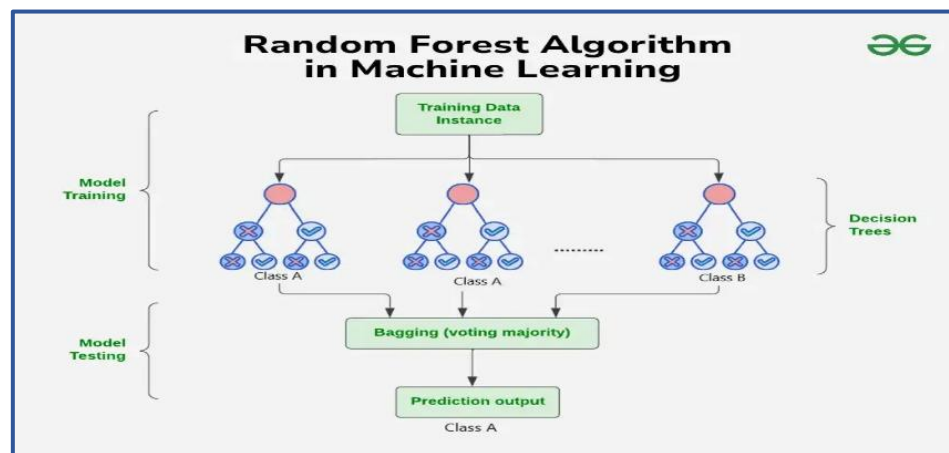 Random Forest Algorithm
in Machine Learning
Training Data
Instance
Model
Training
Decision
Trees
Class A
Class A
Class B
Bagging (voting majority)
Model
Testing
Prediction output
Class A